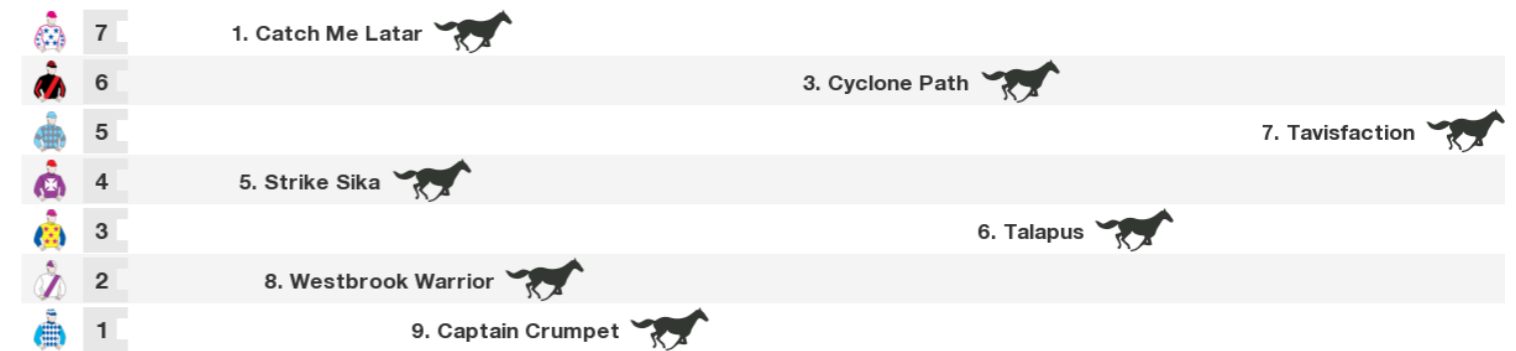 7 1. Catch Me Latar
6 3. Cyclone Path
5 7. Tavisfaction
4 5. Strike Sika
3 6. Talapus
2 8. Westbrook Warrior
1 9. Captain Crumpet